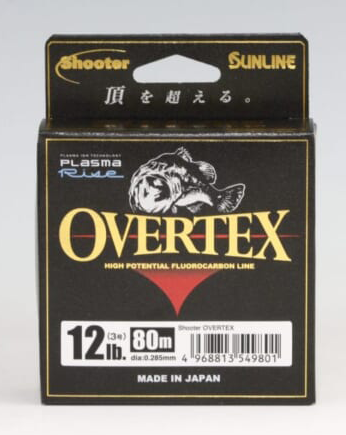 Shooter
SUNLINE
頂を超える。
PLASMA ION TECHNOLOGY
PLASMA
Rise
OVERTEX
HIGH POTENTIAL FLUOROCARBON LINE
12lb.
(3号)
80m
dia:0.285mm
Shooter OVERTEX
4 968813 549801
MADE IN JAPAN